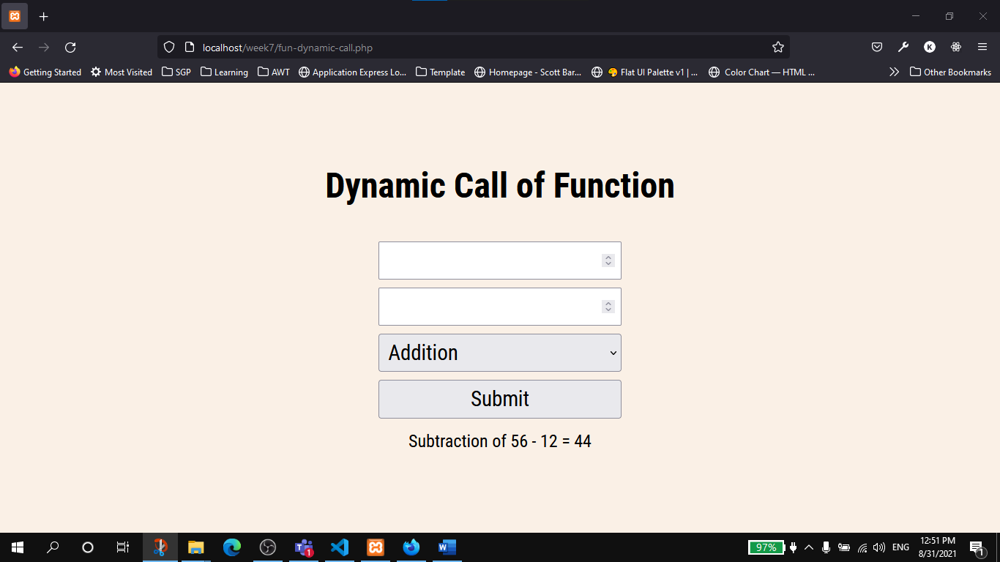 localhost/week7/fun-dynamic-call.php
K
Getting Started Most Visited SGP Learning AWT Application Express Lo... Template Homepage - Scott Bar... Flat UI Palette v1 | ... Color Chart — HTML ... Other Bookmarks
Dynamic Call of Function
Addition
Submit
Subtraction of 56 - 12 = 44
97% ENG 12:51 PM
8/31/2021
1
1